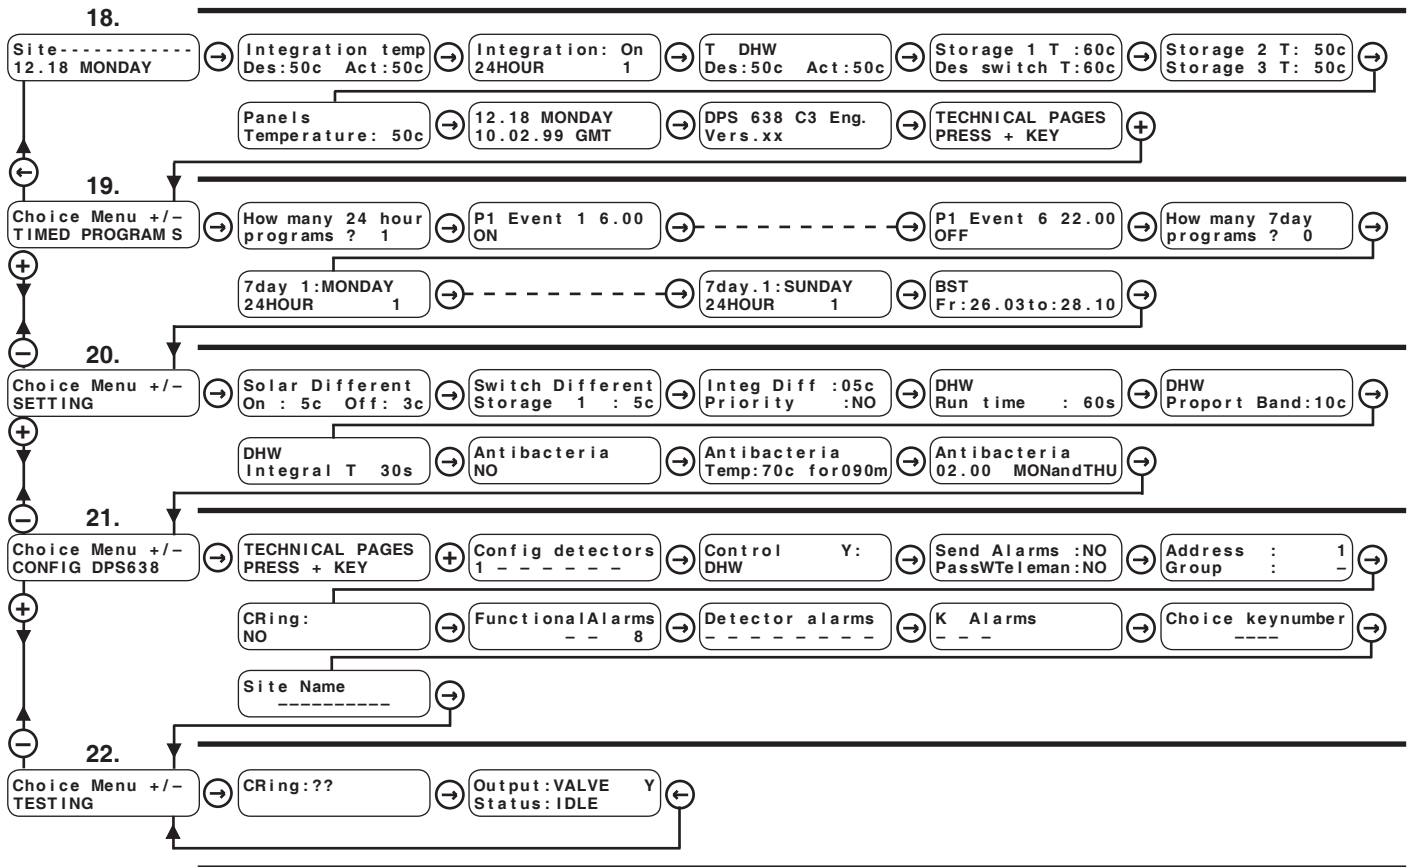 18.
Site------------
12.18 MONDAY
Integration temp
Des:50c Act:50c
Integration: On
24HOUR 1
T DHW
Des:50c Act:50c
Storage 1 T :60c
Des switch T:60c
Storage 2 T: 50c
Storage 3 T: 50c
Panels
Temperature: 50c
12.18 MONDAY
10.02.99 GMT
DPS 638 C3 Eng.
Vers.xx
TECHNICAL PAGES
PRESS + KEY
+
19.
Choice Menu +/–
TIMED PROGRAMS
How many 24 hour
programs ? 1
P1 Event 1 6.00
ON
P1 Event 6 22.00
OFF
How many 7day
programs ? 0
+
7day 1:MONDAY
24HOUR 1
7day.1:SUNDAY
24HOUR 1
BST
Fr:26.03to:28.10
–
20.
Choice Menu +/–
SETTING
Solar Different
On : 5c Off: 3c
Switch Different
Storage 1 : 5c
Integ Diff :05c
Priority :NO
DHW
Run time : 60s
DHW
Proport Band:10c
+
DHW
Integral T 30s
Antibacteria
NO
Antibacteria
Temp:70c for090m
Antibacteria
02.00 MONandTHU
–
21.
Choice Menu +/–
CONFIG DPS638
TECHNICAL PAGES
PRESS + KEY
+
Config detectors
1 – – – – – –
Control Y:
DHW
Send Alarms :NO
PassWTeleman:NO
Address : 1
Group : –
+
CRing:
NO
FunctionalAlarms
– – 8
Detector alarms
– – – – – – – –
K Alarms
– – –
Choice keynumber
––––
Site Name
––––––––––
–
22.
Choice Menu +/–
TESTING
CRing:??
Output:VALVE Y
Status:IDLE